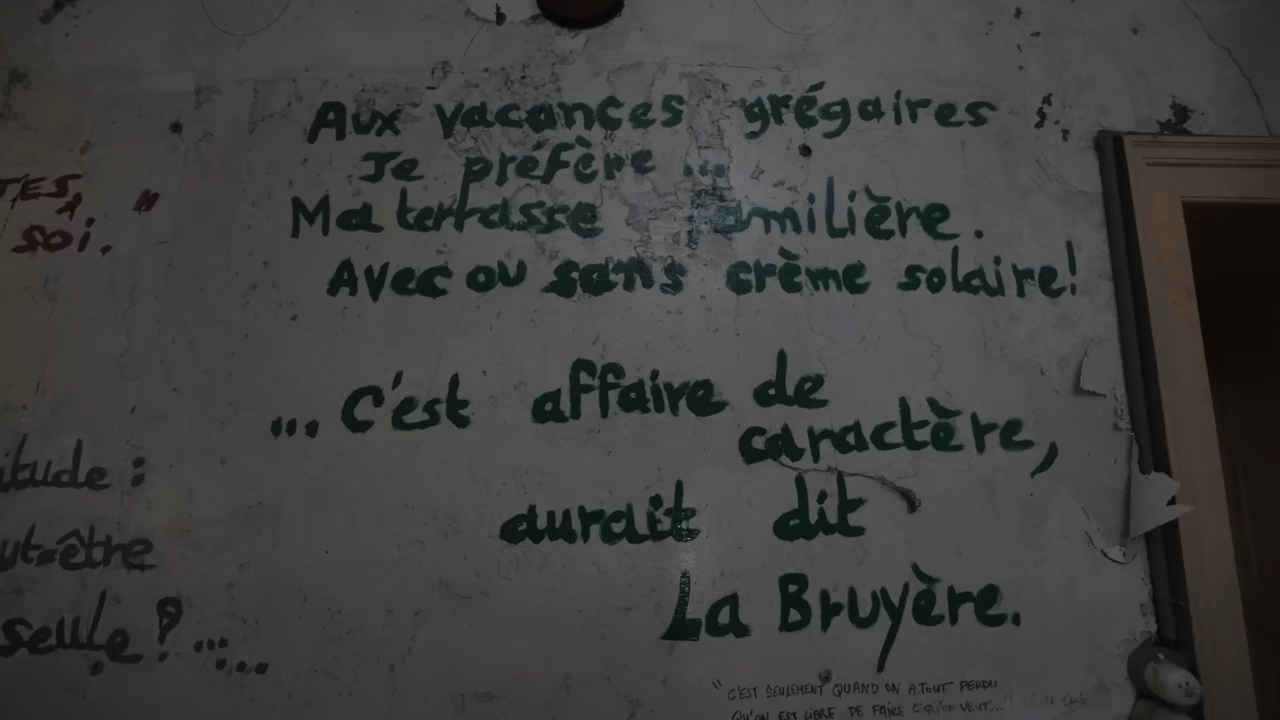 Aux vacances grégaires
Je préfère ...
Ma terrasse familière.
Avec ou sans crème solaire!
... C'est affaire de
caractère,
aurait dit
La Bruyère.
TES, "
soi.
itude :
ut-être
seule ? ...
"C'EST SEULEMENT QUAND ON A TOUT PERDU
QU'ON EST LIBRE DE FAIRE C'QU'ON VEUT..."